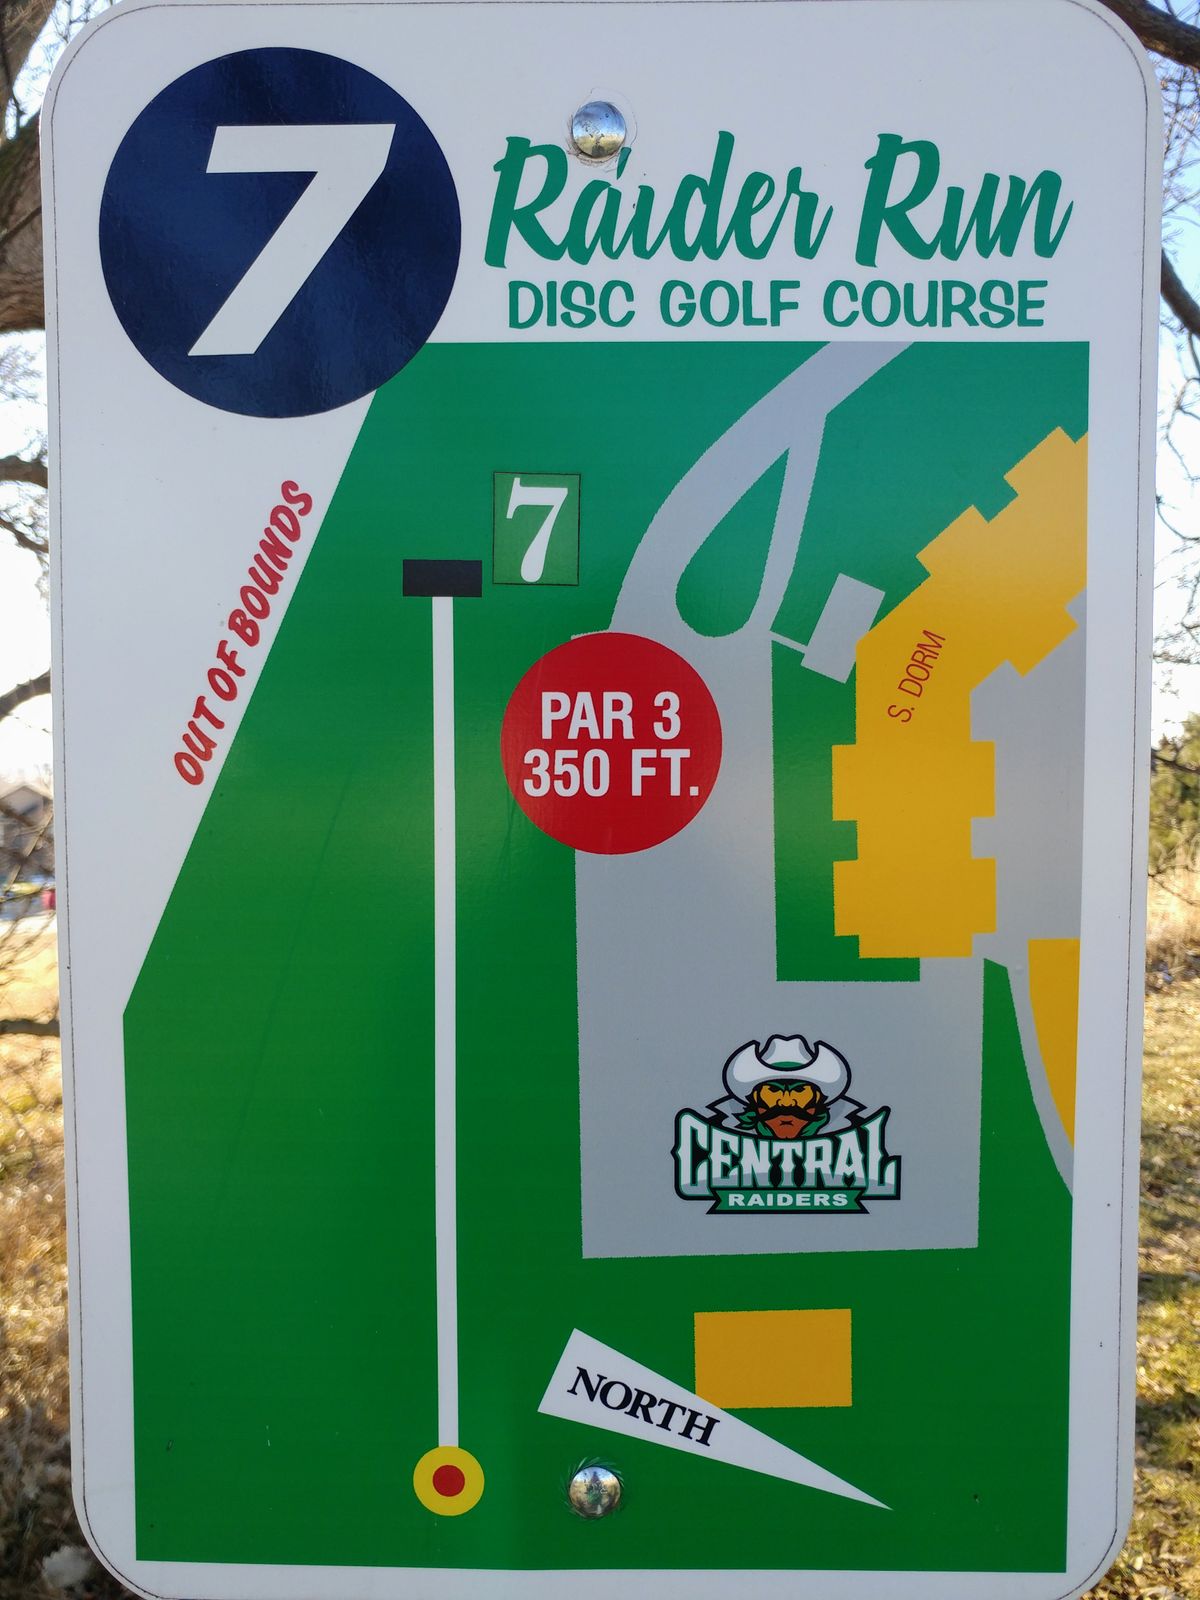 7
Raider Run
DISC GOLF COURSE
OUT OF BOUNDS
7
PAR 3
350 FT.
S. DORM
CENTRAL
RAIDERS
NORTH